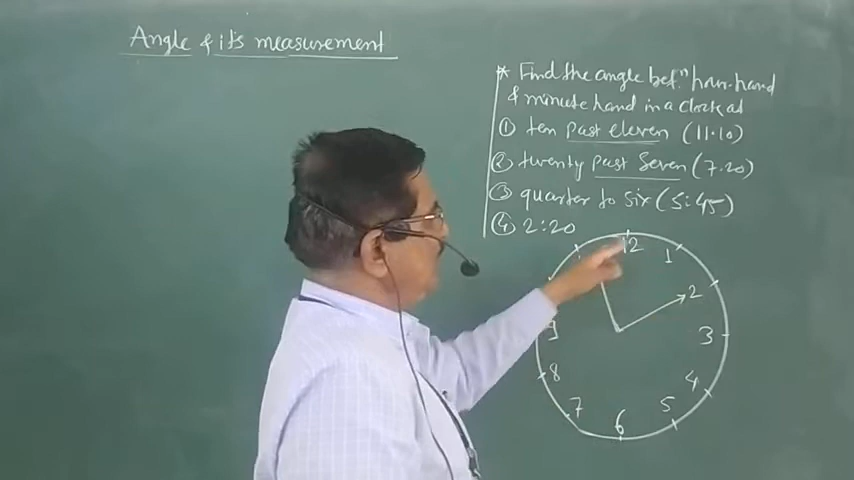 Angle & its measurement
* Find the angle betn hour-hand
& minute hand in a clock at
① ten past eleven (11.10)
② twenty past seven (7.20)
③ quarter to six (5:45)
④ 2:20
12
1
2
3
4
5
6
7
8
9